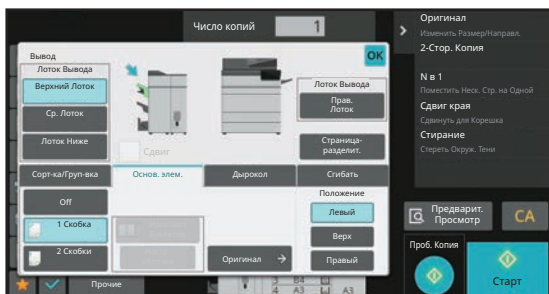 Число копий 1
Вывод
OK
Лоток Вывода
Верхний Лоток
Ср. Лоток
Лоток Ниже
Сдвиг
Лоток Вывода
Прав.
Лоток
Страница-
разделит.
Сорт-ка/Груп-вка
Основ. элем.
Дырокол
Сгибать
Off
1 Скобка
2 Скобки
Оригинал
Положение
Левый
Верх
Правый
Прочие
3 B4
4 A3 A3
Оригинал
Изменить Размер/Направл.
2-Стор. Копия
N в 1
Поместить Неск. Стр. на Одной
Сдвиг края
Сдвинуть для Корешка
Стирание
Стереть Окруж. Тени
Предварит.
Просмотр
CA
Проб. Копия
Старт